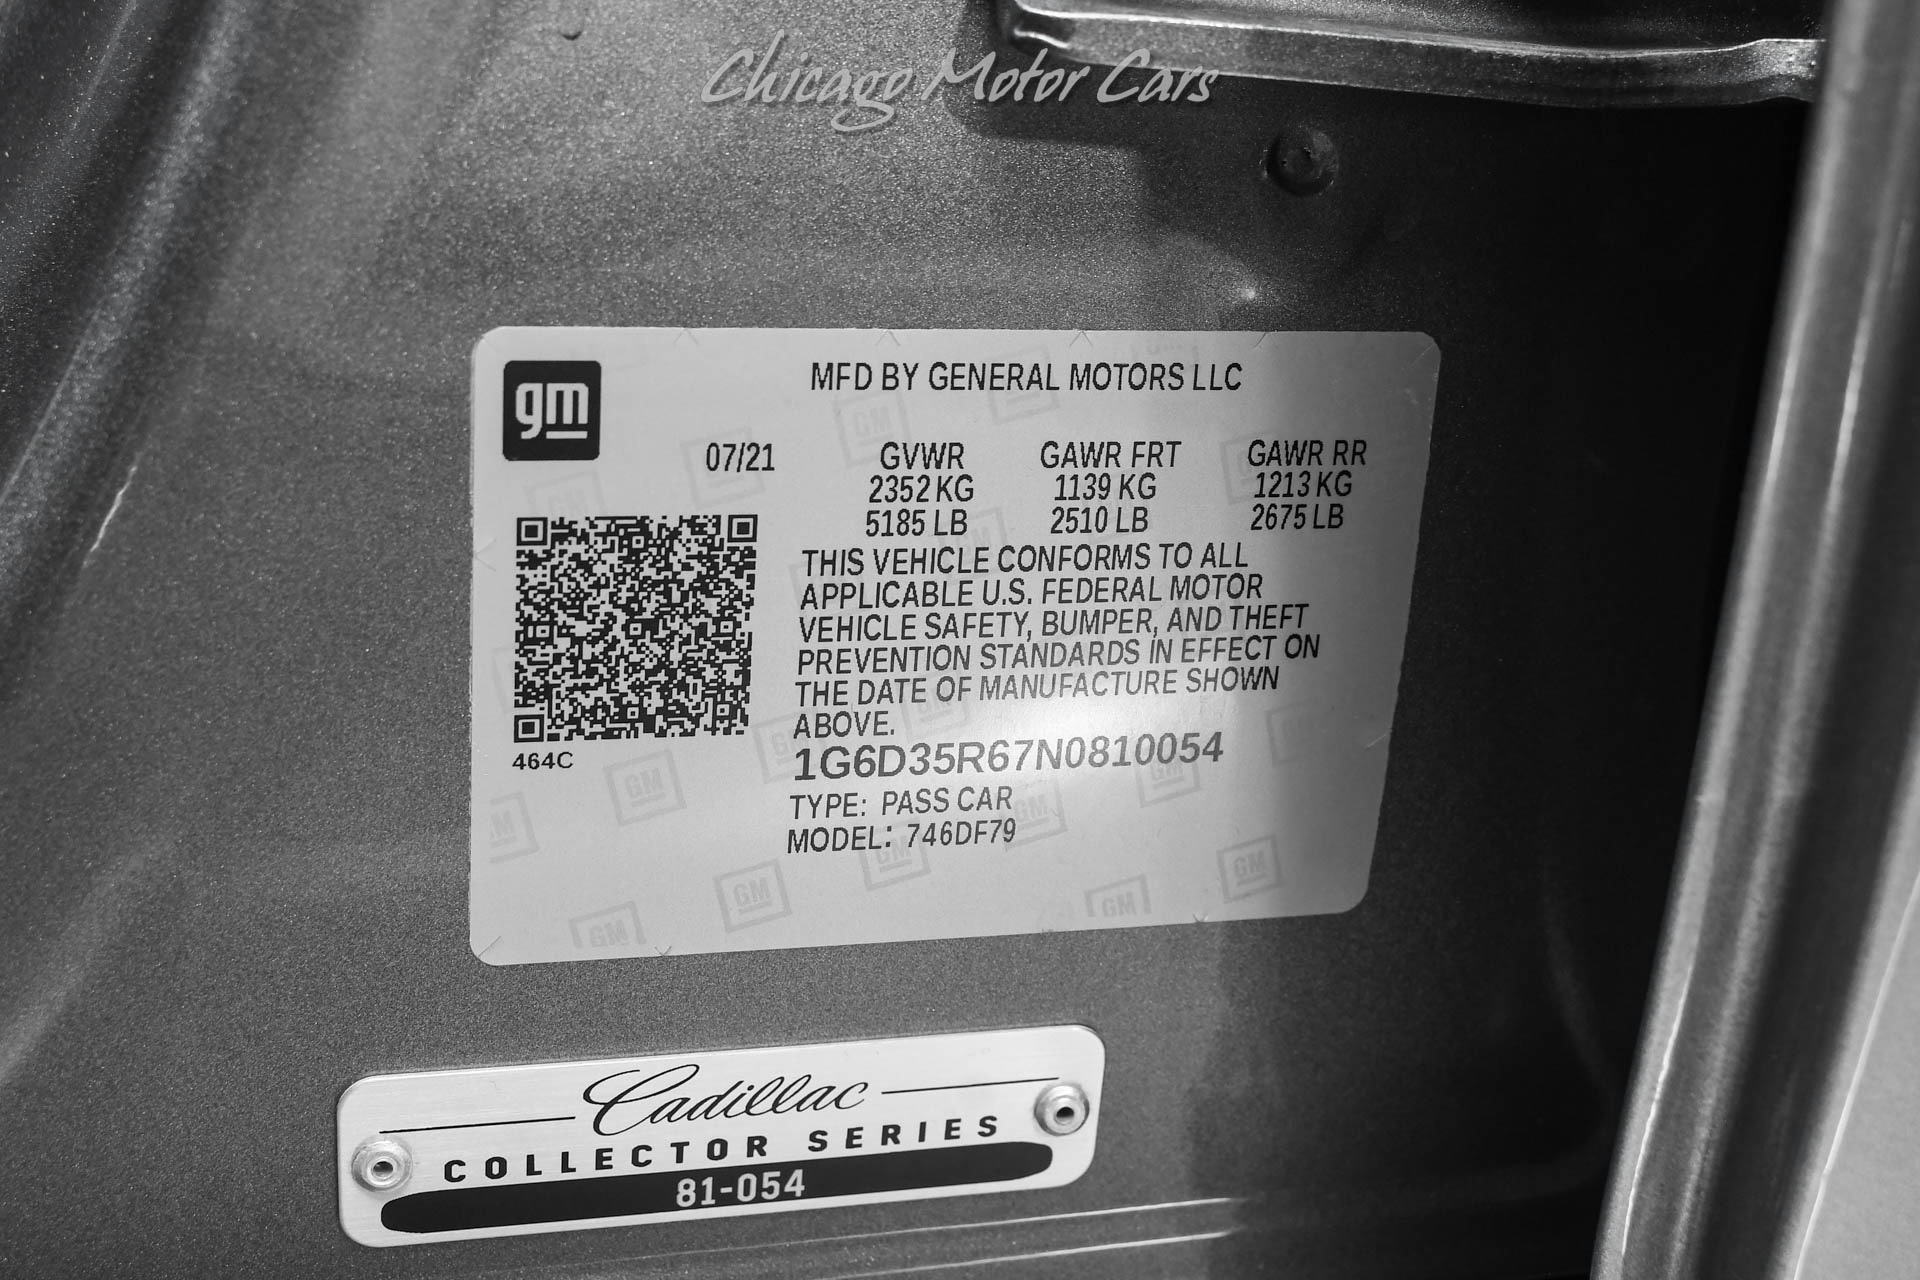 Chicago Motor Cars
gm
MFD BY GENERAL MOTORS LLC
07/21 GVWR GAWR FRT GAWR RR
2352 KG 1139 KG 1213 KG
5185 LB 2510 LB 2675 LB
THIS VEHICLE CONFORMS TO ALL
APPLICABLE U.S. FEDERAL MOTOR
VEHICLE SAFETY, BUMPER, AND THEFT
PREVENTION STANDARDS IN EFFECT ON
THE DATE OF MANUFACTURE SHOWN
ABOVE.
464C
1G6D35R67N0810054
TYPE: PASS CAR
MODEL: 746DF79
Cadillac
COLLECTOR SERIES
81-054